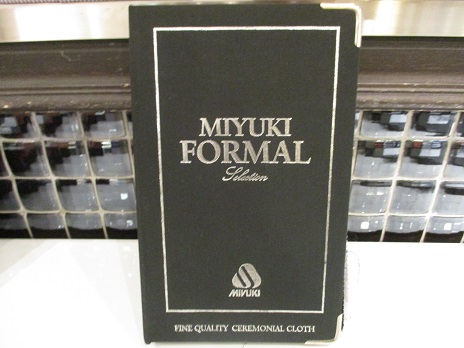 MIYUKI
FORMAL
Selection
MIYUKI
FINE QUALITY CEREMONIAL CLOTH